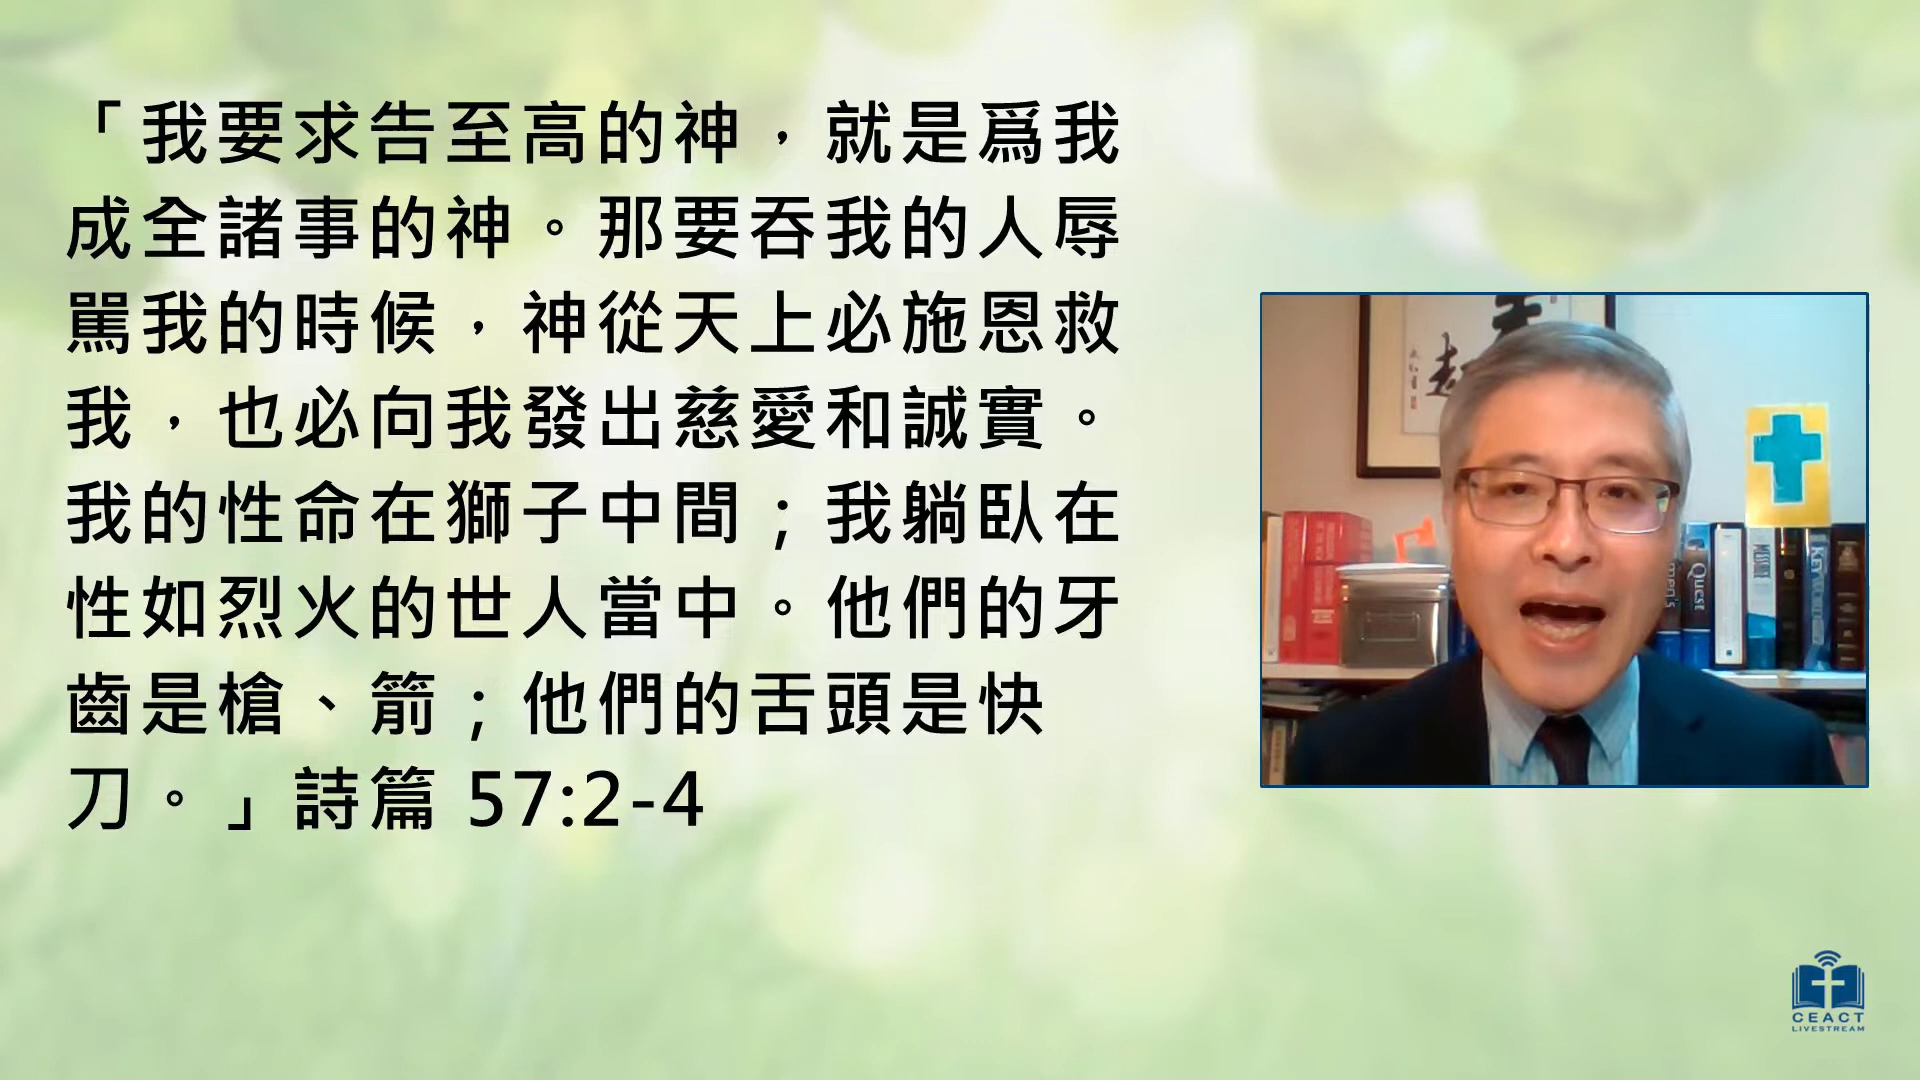 「我要求告至高的神，就是爲我
成全諸事的神。那要吞我的人辱
罵我的時候，神從天上必施恩救
我，也必向我發出慈愛和誠實。
我的性命在獅子中間；我躺臥在
性如烈火的世人當中。他們的牙
齒是槍、箭；他們的舌頭是快
刀。」詩篇 57:2-4
Quest
CEACT
LIVESTREAM